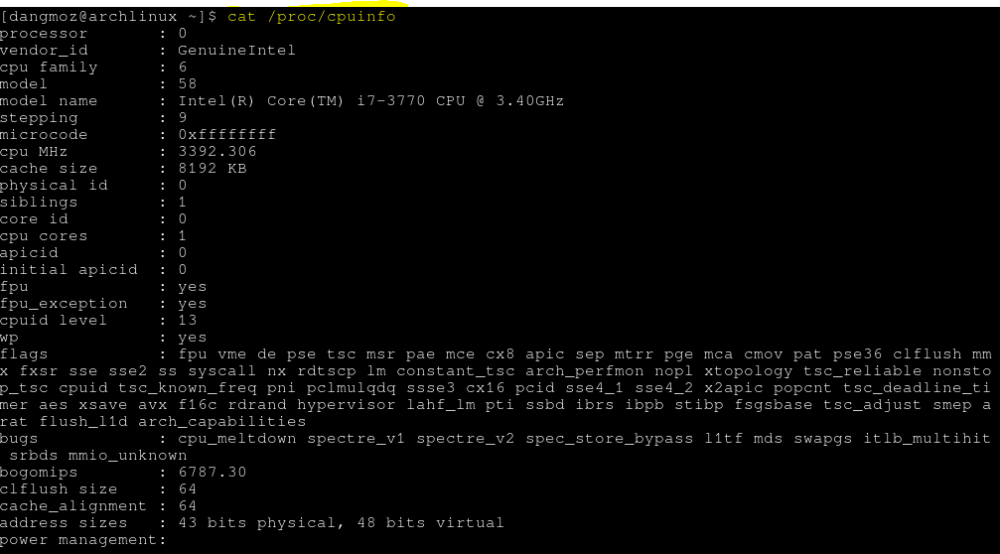 [dangmoz@archlinux ~]$ cat /proc/cpuinfo
processor : 0
vendor_id : GenuineIntel
cpu family : 6
model : 58
model name : Intel(R) Core(TM) i7-3770 CPU @ 3.40GHz
stepping : 9
microcode : 0xffffffff
cpu MHz : 3392.306
cache size : 8192 KB
physical id : 0
siblings : 1
core id : 0
cpu cores : 1
apicid : 0
initial apicid : 0
fpu : yes
fpu_exception : yes
cpuid level : 13
wp : yes
flags : fpu vme de pse tsc msr pae mce cx8 apic sep mtrr pge mca cmov pat pse36 clflush mm
x fxsr sse sse2 ss syscall nx rdtscp lm constant_tsc arch_perfmon nopl xtopology tsc_reliable nonsto
p_tsc cpuid tsc_known_freq pni pclmulqdq ssse3 cx16 pcid sse4_1 sse4_2 x2apic popcnt tsc_deadline_ti
mer aes xsave avx f16c rdrand hypervisor lahf_lm pti ssbd ibrs ibpb stibp fsgsbase tsc_adjust smep a
rat flush_l1d arch_capabilities
bugs : cpu_meltdown spectre_v1 spectre_v2 spec_store_bypass l1tf mds swapgs itlb_multihit
srbds mmio_unknown
bogomips : 6787.30
clflush size : 64
cache_alignment : 64
address sizes : 43 bits physical, 48 bits virtual
power management: